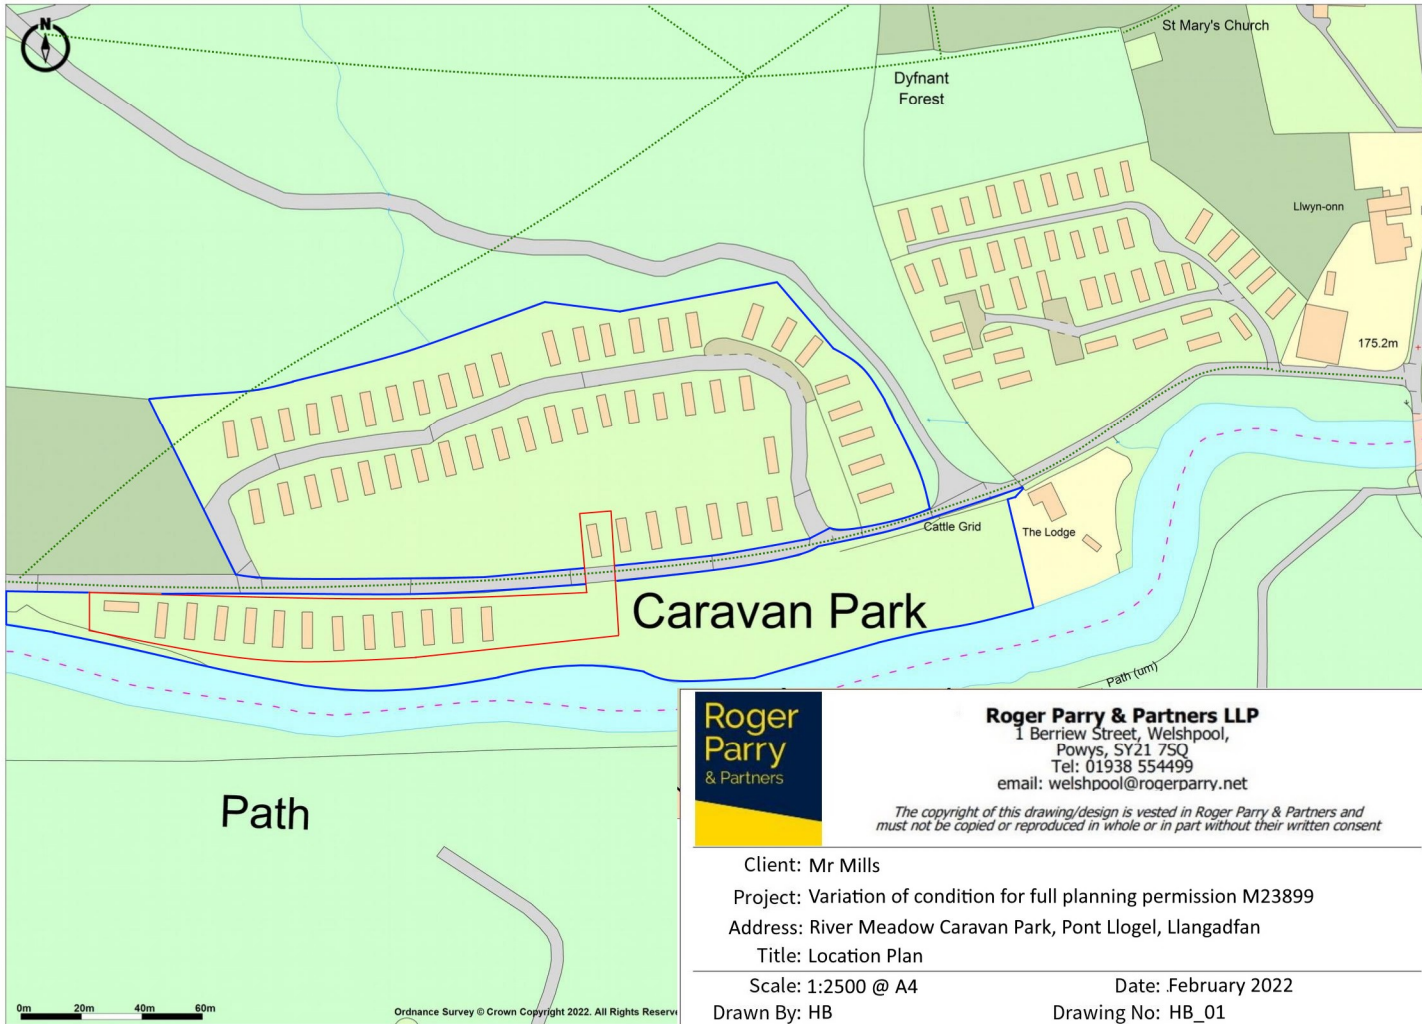 N
St Mary's Church
Dyfnant
Forest
Llwyn-onn
175.2m
Cattle Grid
The Lodge
Caravan Park
Path (um)
Path
0m 20m 40m 60m
Ordnance Survey © Crown Copyright 2022. All Rights Reserv
Roger
Parry
& Partners
Roger Parry & Partners LLP
1 Berriew Street, Welshpool,
Powys, SY21 7SQ
Tel: 01938 554499
email: welshpool@rogerparry.net
The copyright of this drawing/design is vested in Roger Parry & Partners and
must not be copied or reproduced in whole or in part without their written consent
Client: Mr Mills
Project: Variation of condition for full planning permission M23899
Address: River Meadow Caravan Park, Pont Llogel, Llangadfan
Title: Location Plan
Scale: 1:2500 @ A4 Date: February 2022
Drawn By: HB Drawing No: HB_01